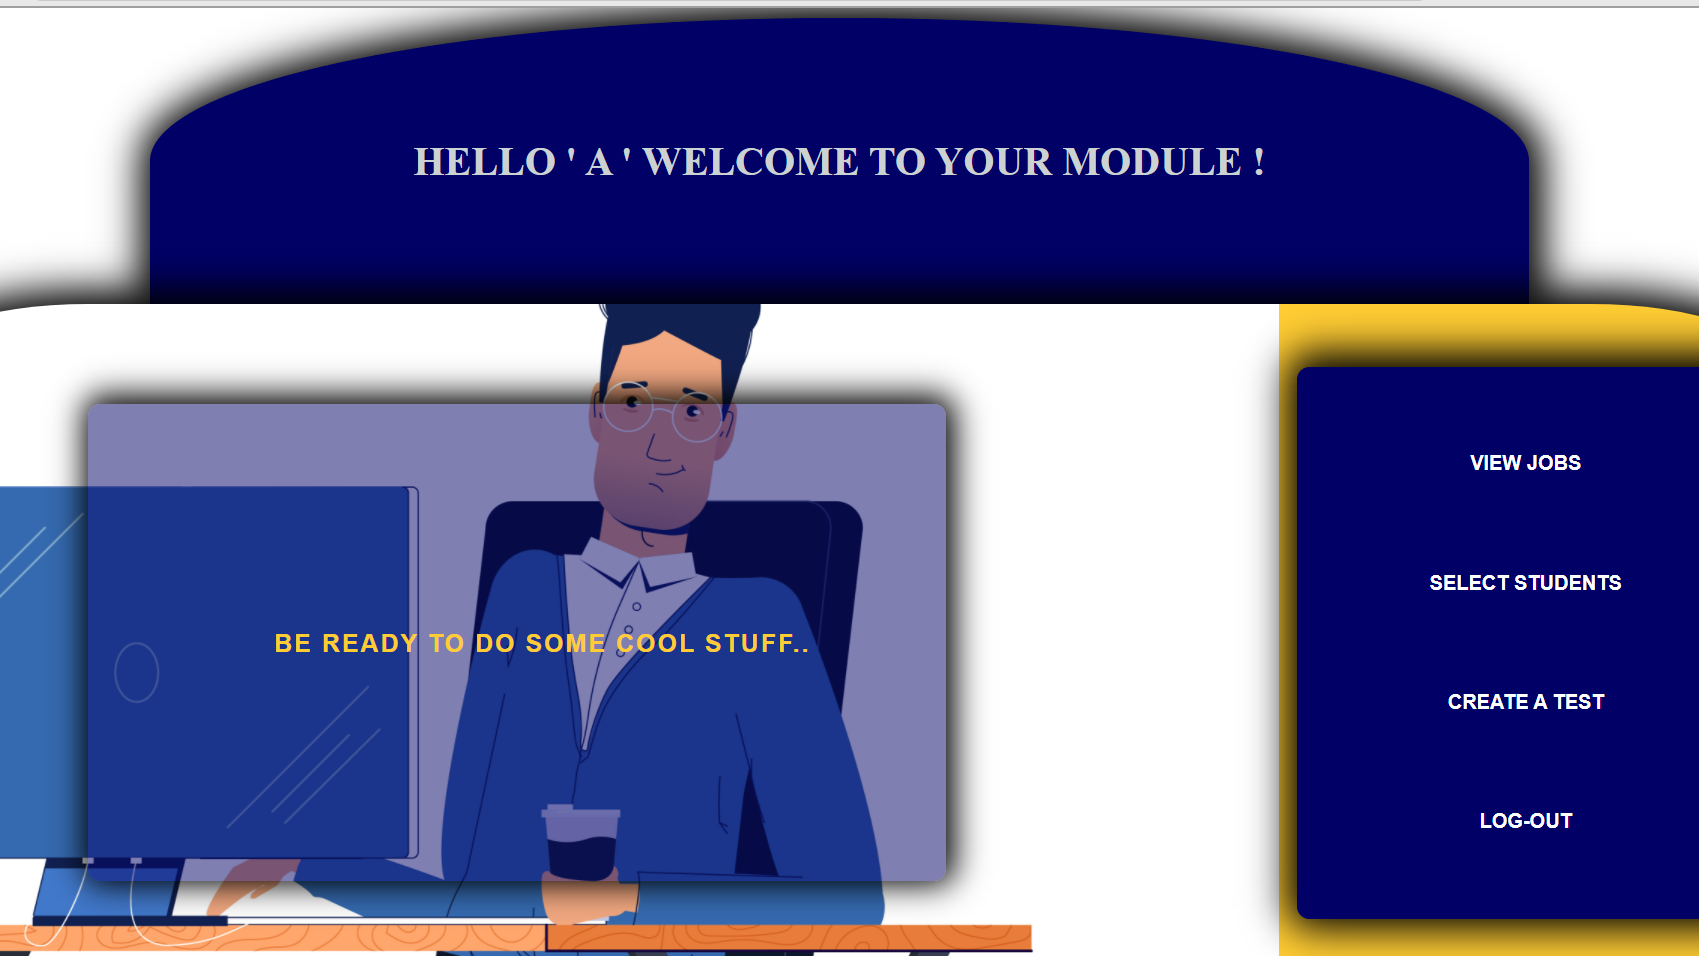 HELLO ' A ' WELCOME TO YOUR MODULE !
BE READY TO DO SOME COOL STUFF..
VIEW JOBS
SELECT STUDENTS
CREATE A TEST
LOG-OUT